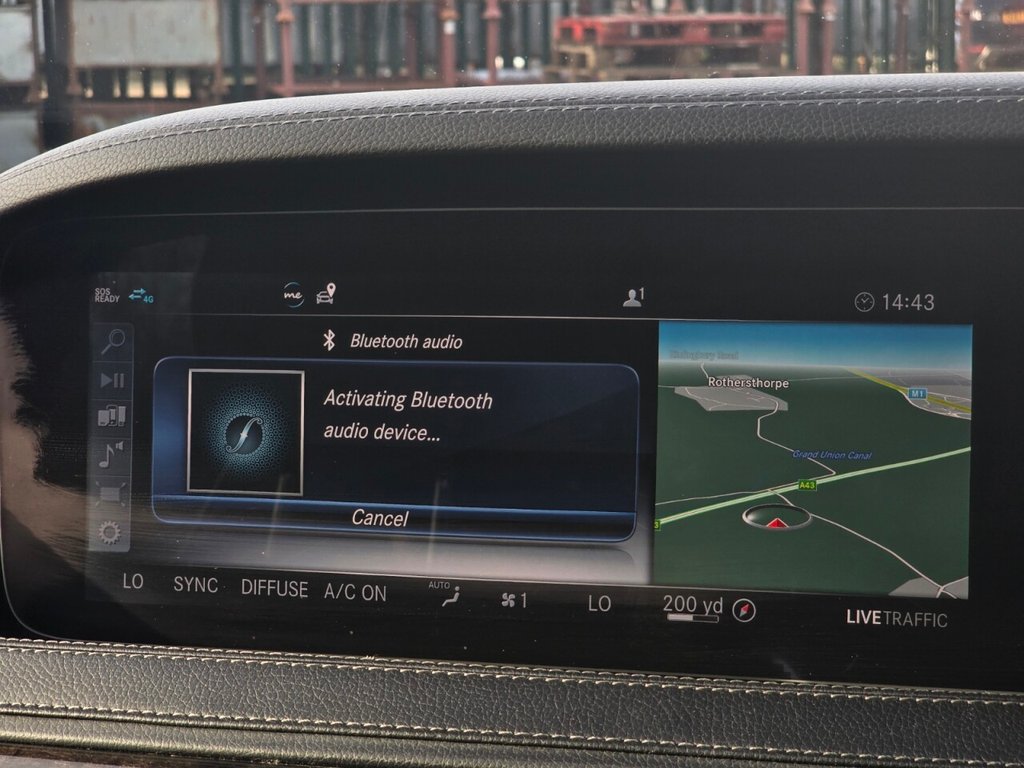 SOS
READY
4G
me
1
14:43
Bluetooth audio
Activating Bluetooth
audio device...
Cancel
Rothersthorpe
M1
Grand Union Canal
A43
3
LO
SYNC
DIFFUSE
A/C ON
AUTO
1
LO
200 yd
LIVETRAFFIC